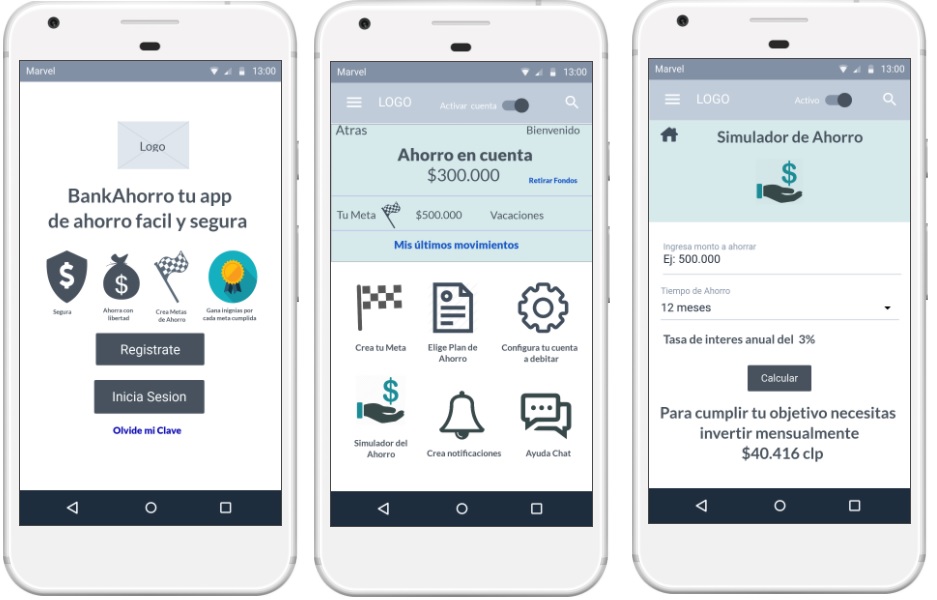 Marvel
13:00
Logo
BankAhorro tu app
de ahorro facil y segura
Segura
Ahorra con
libertad
Crea Metas
de Ahorro
Gana inignias por
cada meta cumplida
Registrate
Inicia Sesion
Olvide mi Clave
Marvel
13:00
LOGO
Activar cuenta
Atras
Bienvenido
Ahorro en cuenta
$300.000
Retirar Fondos
Tu Meta
$500.000
Vacaciones
Mis últimos movimientos
Crea tu Meta
Elige Plan de
Ahorro
Configura tu cuenta
a debitar
Simulador del
Ahorro
Crea notificaciones
Ayuda Chat
Marvel
13:00
LOGO
Activo
Simulador de Ahorro
Ingresa monto a ahorrar
Ej: 500.000
Tiempo de Ahorro
12 meses
Tasa de interes anual del 3%
Calcular
Para cumplir tu objetivo necesitas
invertir mensualmente
$40.416 clp